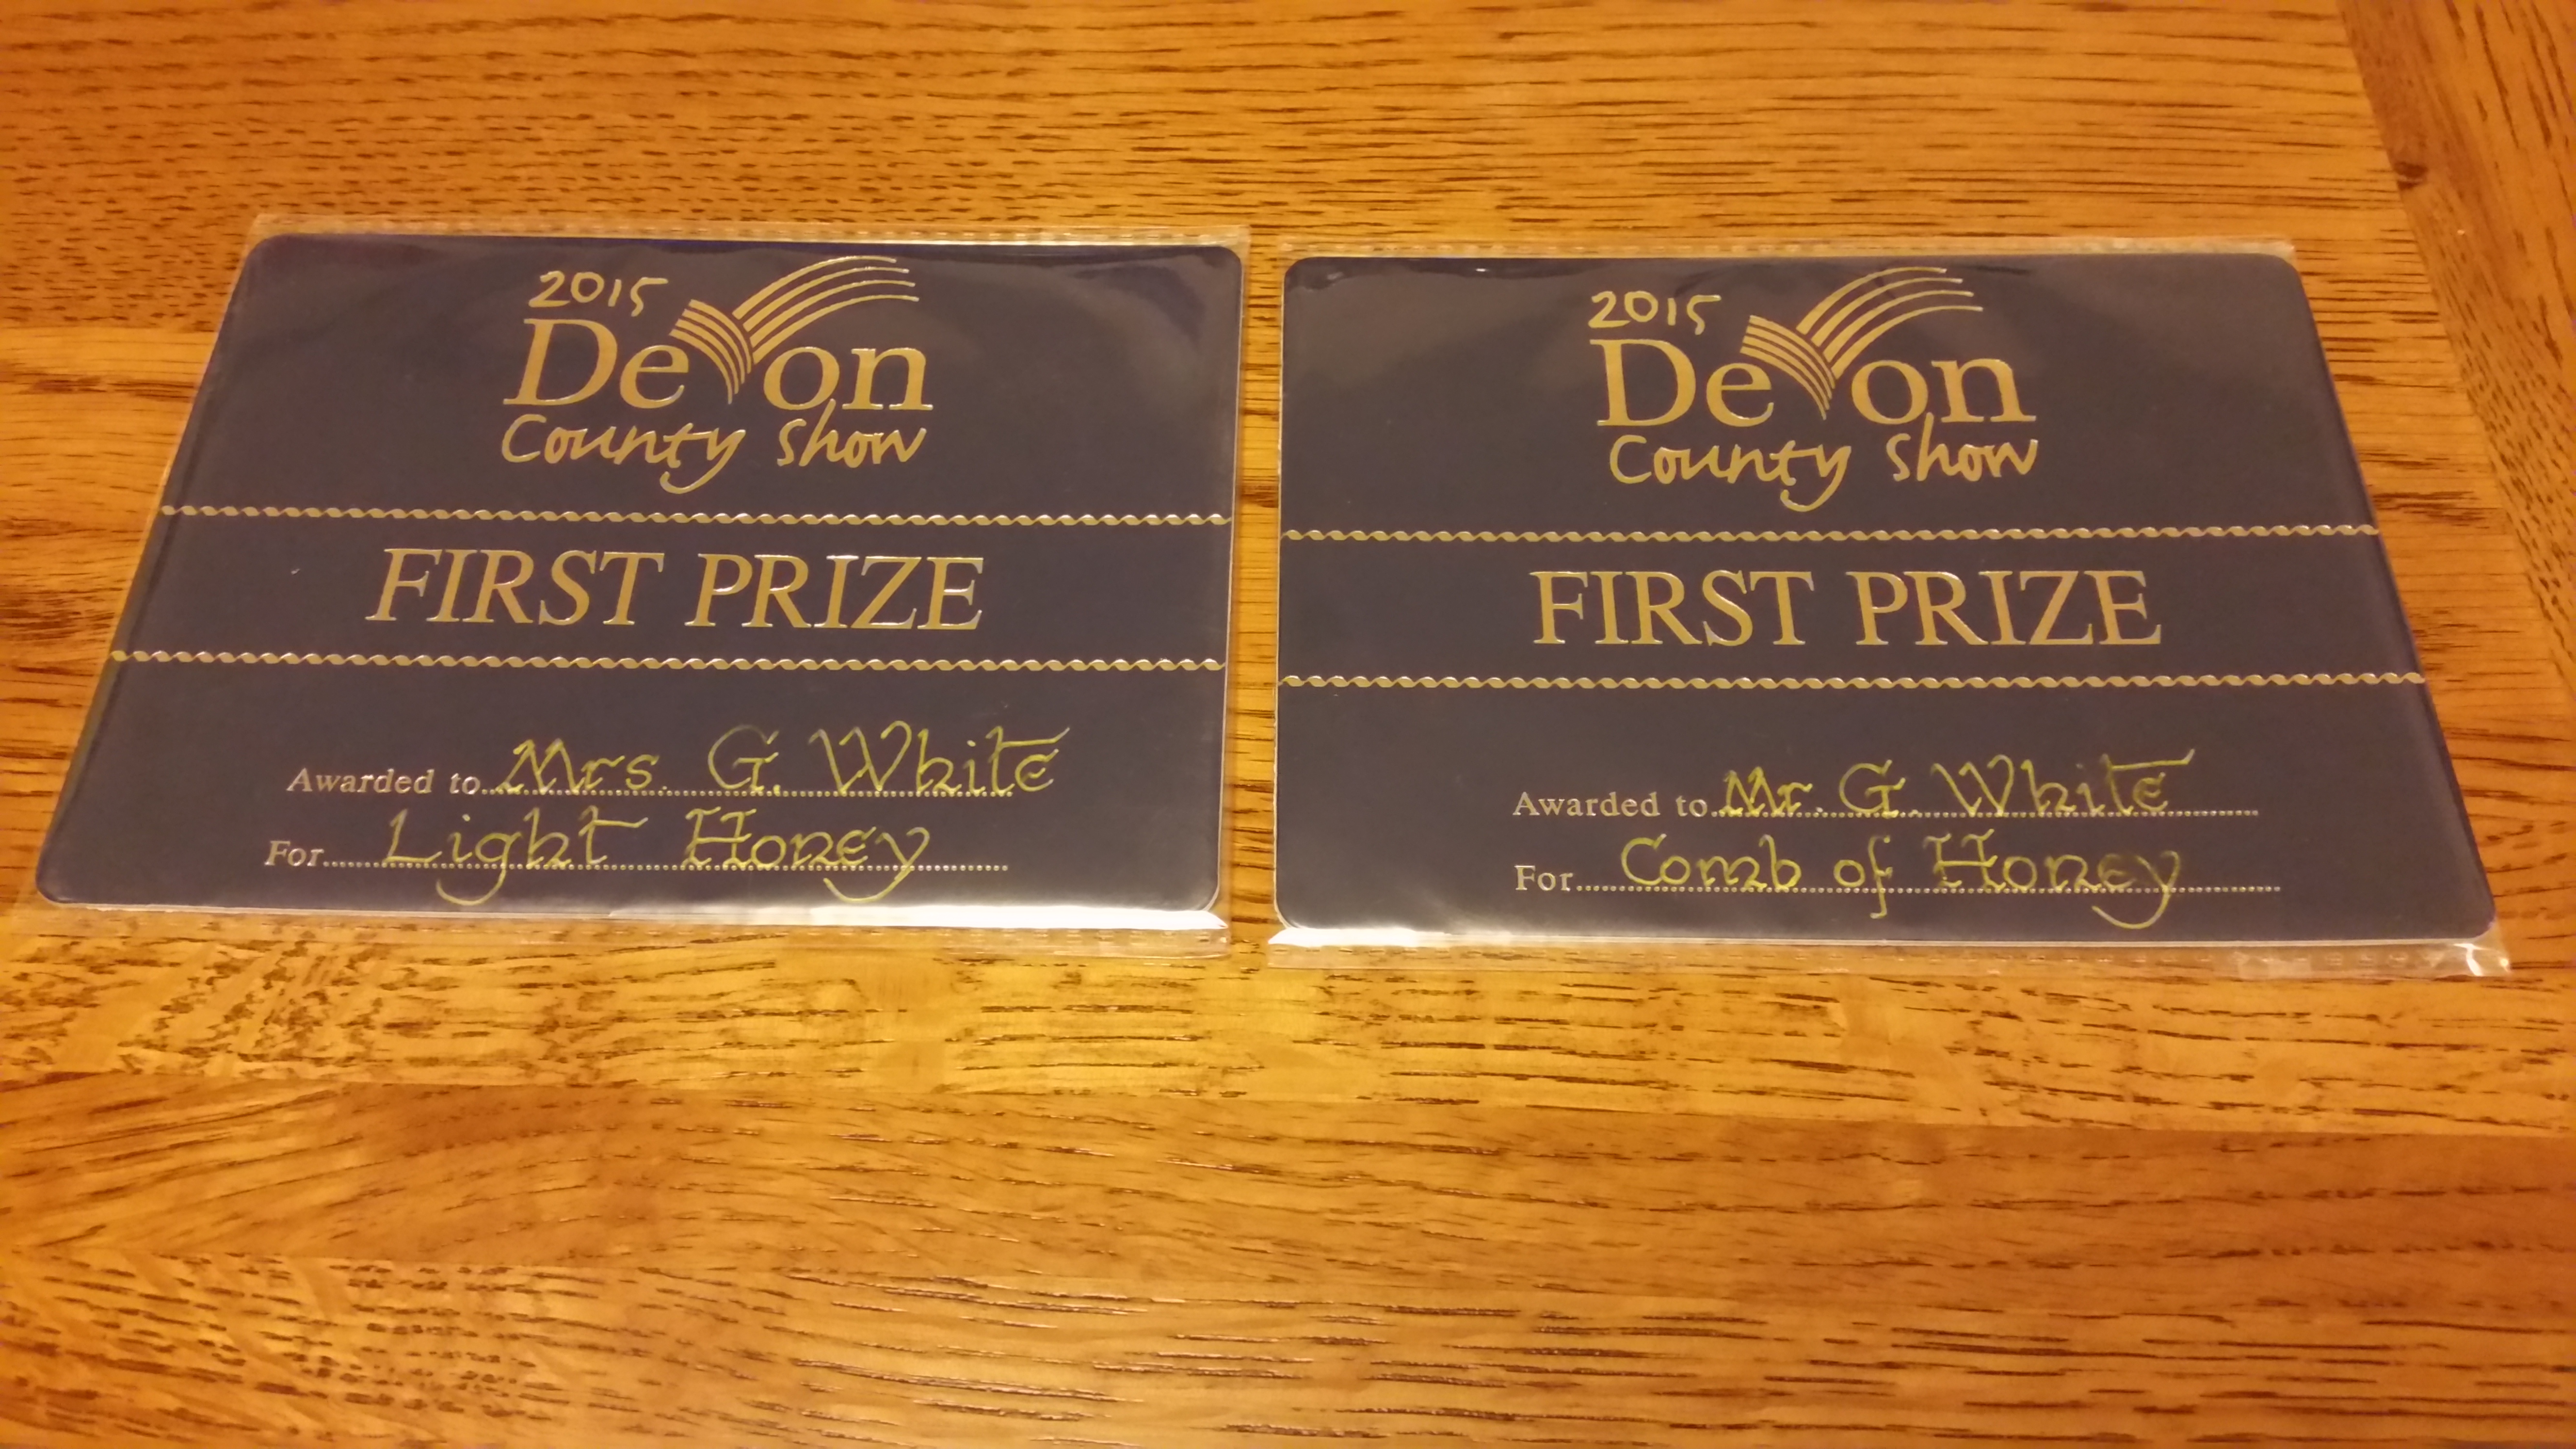 2015
Devon
County Show
FIRST PRIZE
Awarded to Mrs. G. White
For Light Honey
2015
Devon
County Show
FIRST PRIZE
Awarded to Mr. G. White
For Comb of Honey